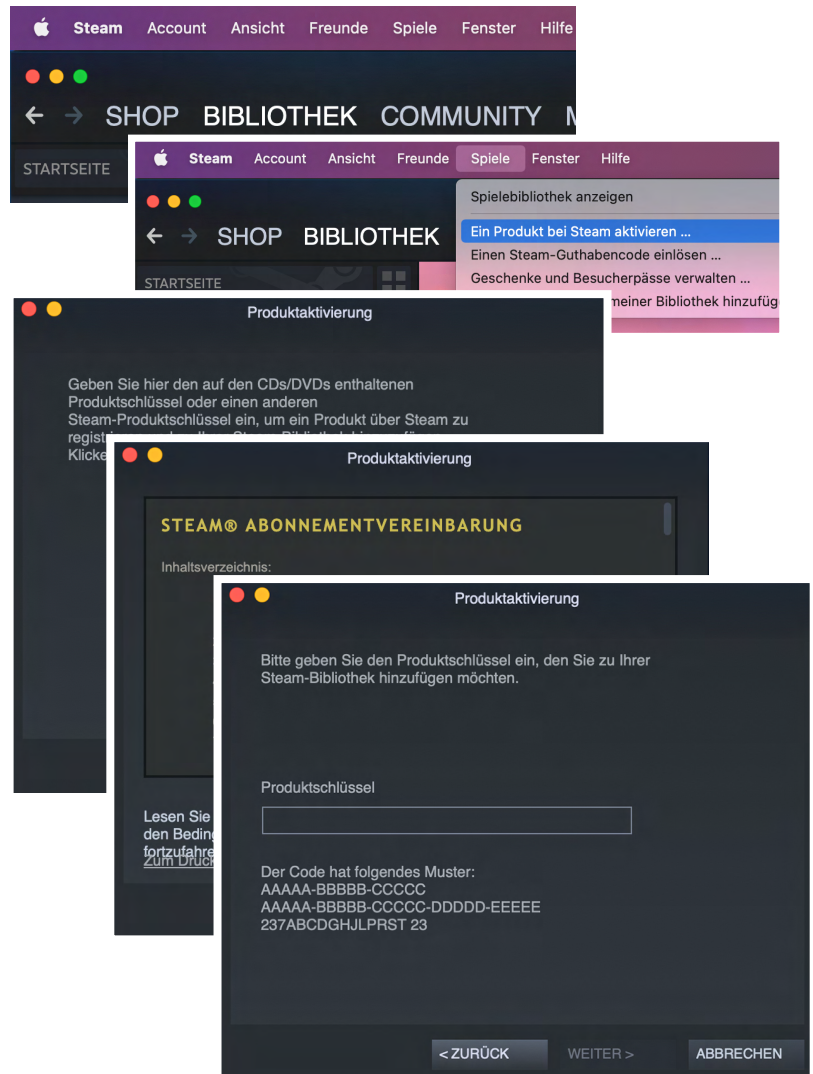 Steam Account Ansicht Freunde Spiele Fenster Hilfe
← → SHOP BIBLIOTHEK COMMUNITY
STARTSEITE
Steam Account Ansicht Freunde Spiele Fenster Hilfe
← → SHOP BIBLIOTHEK
STARTSEITE
Spielebibliothek anzeigen
Ein Produkt bei Steam aktivieren ...
Einen Steam-Guthabencode einlösen ...
Geschenke und Besucherpässe verwalten ...
meiner Bibliothek hinzufüg
Produktaktivierung
Geben Sie hier den auf den CDs/DVDs enthaltenen
Produktschlüssel oder einen anderen
Steam-Produktschlüssel ein, um ein Produkt über Steam zu
Klicke
Produktaktivierung
STEAM® ABONNEMENTVEREINBARUNG
Inhaltsverzeichnis:
Lesen Sie
den Beding
fortzufahre
Zum Druck
Produktaktivierung
Bitte geben Sie den Produktschlüssel ein, den Sie zu Ihrer
Steam-Bibliothek hinzufügen möchten.
Produktschlüssel
Der Code hat folgendes Muster:
AAAAA-BBBBB-CCCCC
AAAAA-BBBBB-CCCCC-DDDDD-EEEEE
237ABCDGHJLPRST 23
< ZURÜCK WEITER > ABBRECHEN